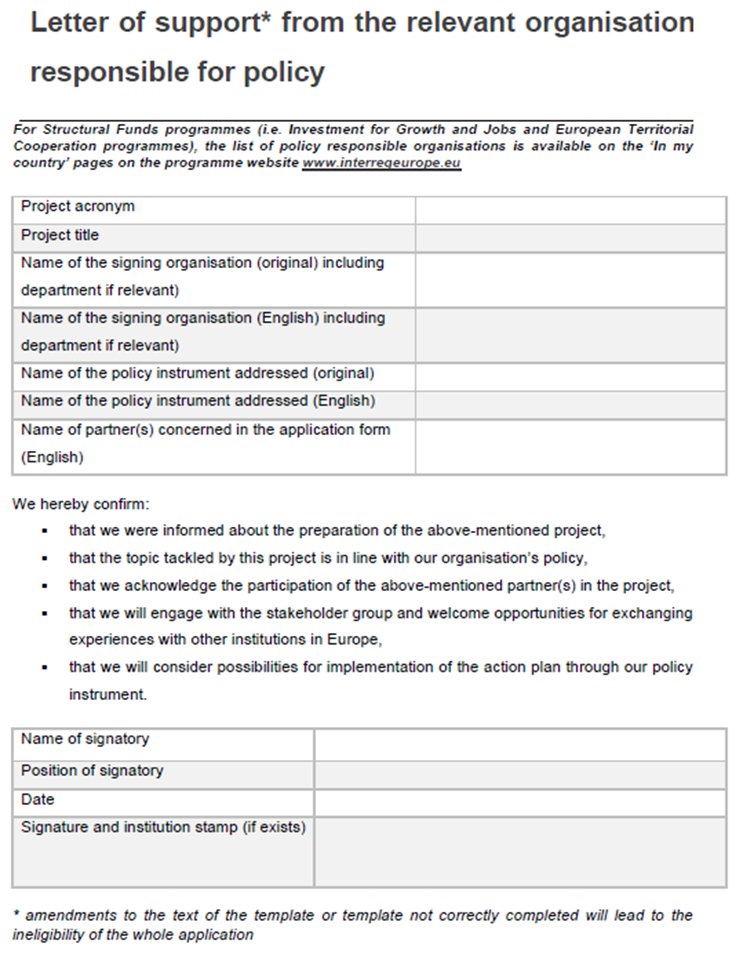 Letter of support* from the relevant organisation
responsible for policy
For Structural Funds programmes (i.e. Investment for Growth and Jobs and European Territorial
Cooperation programmes), the list of policy responsible organisations is available on the ‘In my
country’ pages on the programme website www.interregeurope.eu
Project acronym
Project title
Name of the signing organisation (original) including
department if relevant)
Name of the signing organisation (English) including
department if relevant)
Name of the policy instrument addressed (original)
Name of the policy instrument addressed (English)
Name of partner(s) concerned in the application form
(English)
We hereby confirm:
▪ that we were informed about the preparation of the above-mentioned project,
▪ that the topic tackled by this project is in line with our organisation’s policy,
▪ that we acknowledge the participation of the above-mentioned partner(s) in the project,
▪ that we will engage with the stakeholder group and welcome opportunities for exchanging
experiences with other institutions in Europe,
▪ that we will consider possibilities for implementation of the action plan through our policy
instrument.
Name of signatory
Position of signatory
Date
Signature and institution stamp (if exists)
* amendments to the text of the template or template not correctly completed will lead to the
ineligibility of the whole application